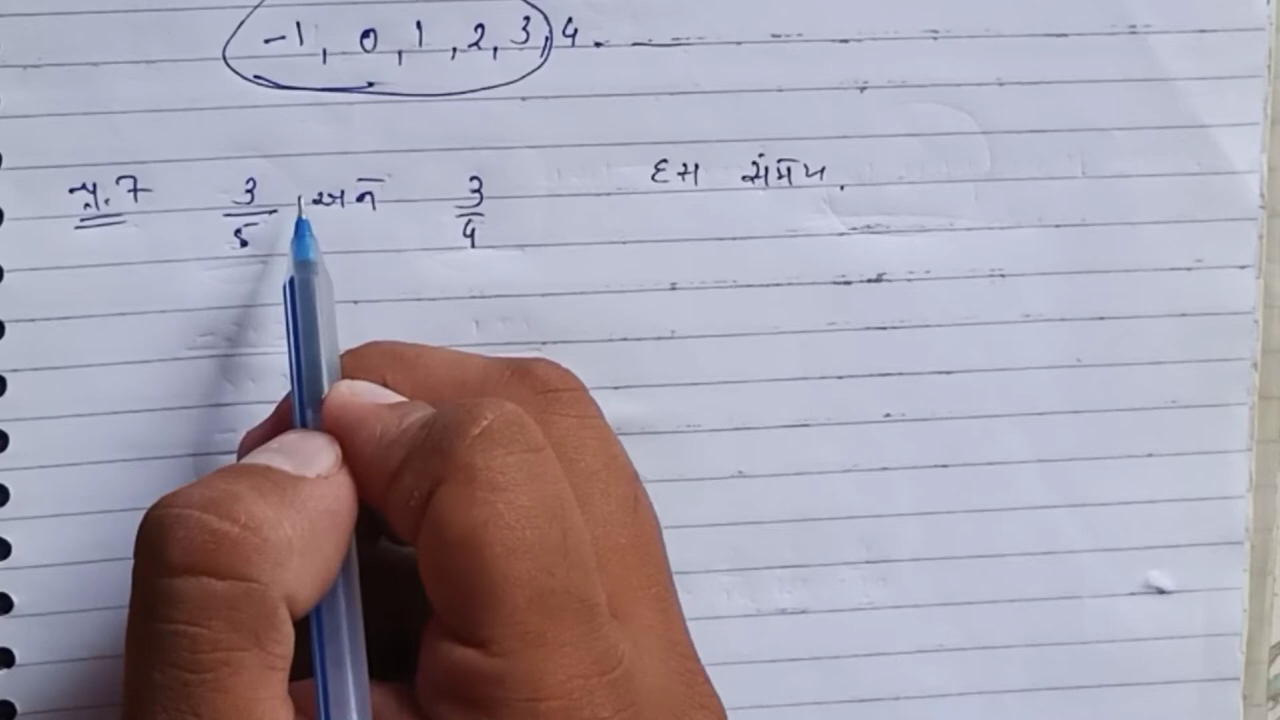 -1, 0, 1, 2, 3, 4.
પ્ર.7 3/5 અને 3/4 દસ સંમેય.